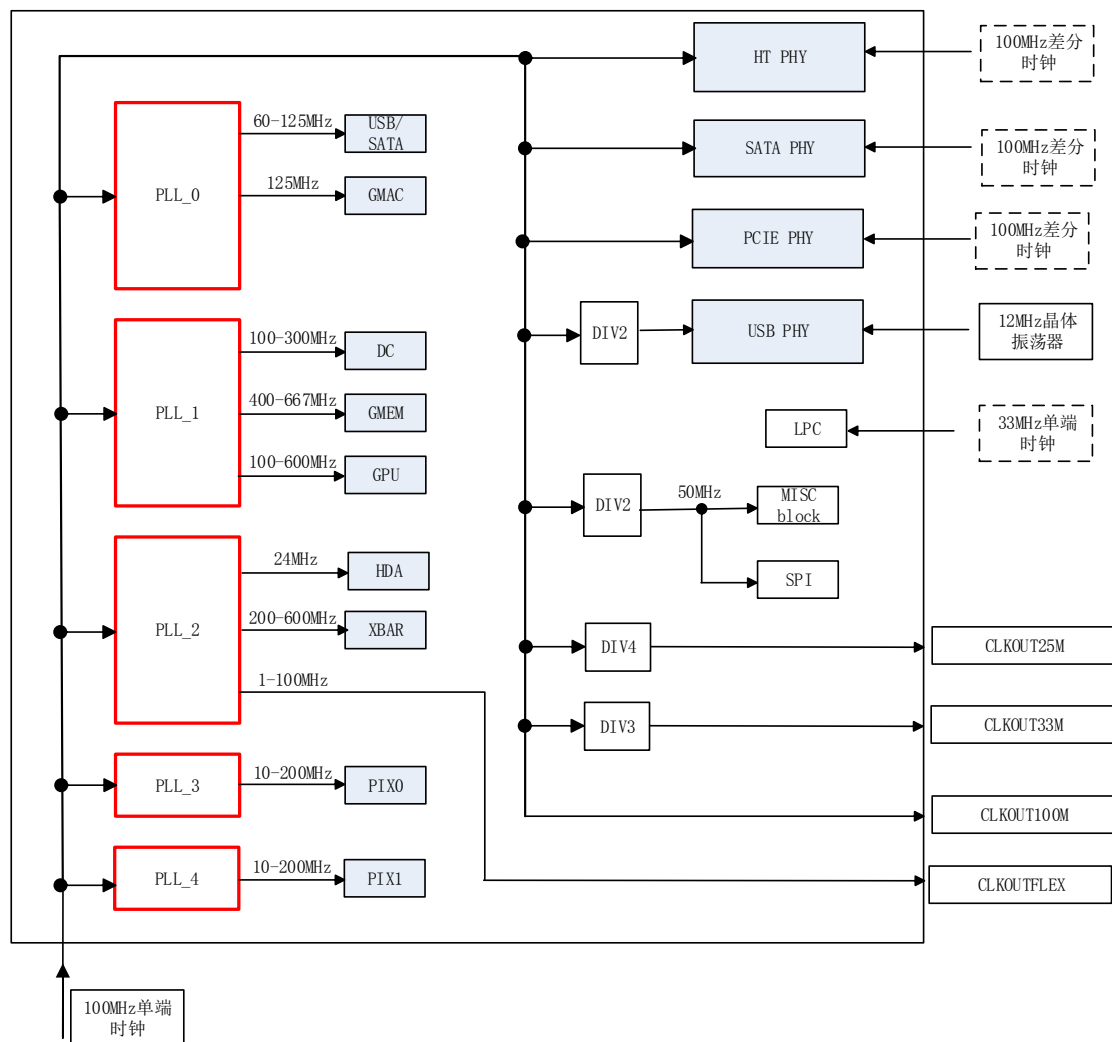 HT PHY
100MHz差分
时钟
60-125MHz
USB/
SATA
PLL_0
125MHz
GMAC
SATA PHY
100MHz差分
时钟
PCIE PHY
100MHz差分
时钟
100-300MHz
DC
PLL_1
400-667MHz
GMEM
100-600MHz
GPU
DIV2
USB PHY
12MHz晶体
振荡器
LPC
33MHz单端
时钟
DIV2
50MHz
MISC
block
SPI
24MHz
HDA
PLL_2
200-600MHz
XBAR
1-100MHz
DIV4
CLKOUT25M
DIV3
CLKOUT33M
PLL_3
10-200MHz
PIX0
CLKOUT100M
PLL_4
10-200MHz
PIX1
CLKOUTFLEX
100MHz单端
时钟